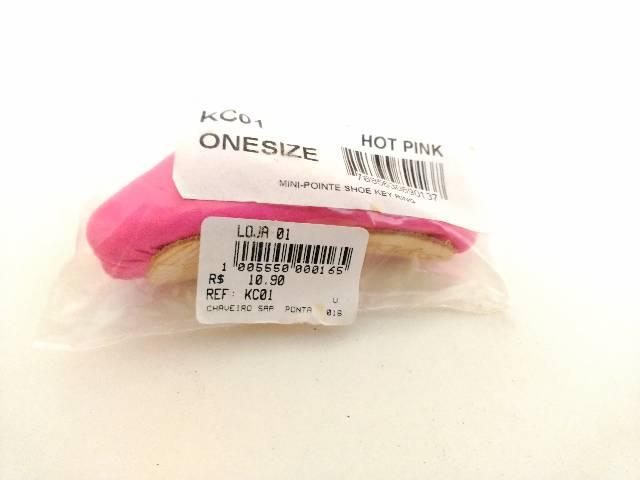 KC01
ONESIZE
HOT PINK
MINI-POINTE SHOE KEY RING
LOJA 01
1 005550 000165
R$ 10.90
REF: KC01
U
CHAVEIRO SAP PONTA 016